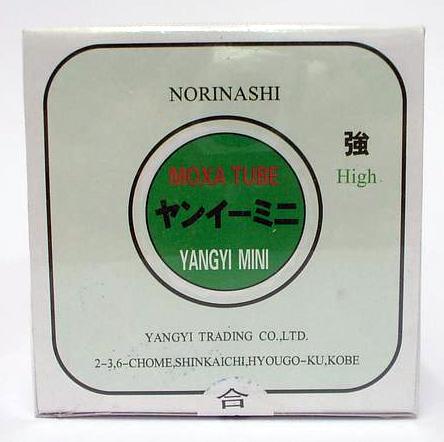 NORINASHI
強
High
MOXA TUBE
ヤンイーミニ
YANGYI MINI
YANGYI TRADING CO.,LTD.
2-3,6-CHOME,SHINKAICHI,HYOUGO-KU,KOBE
合